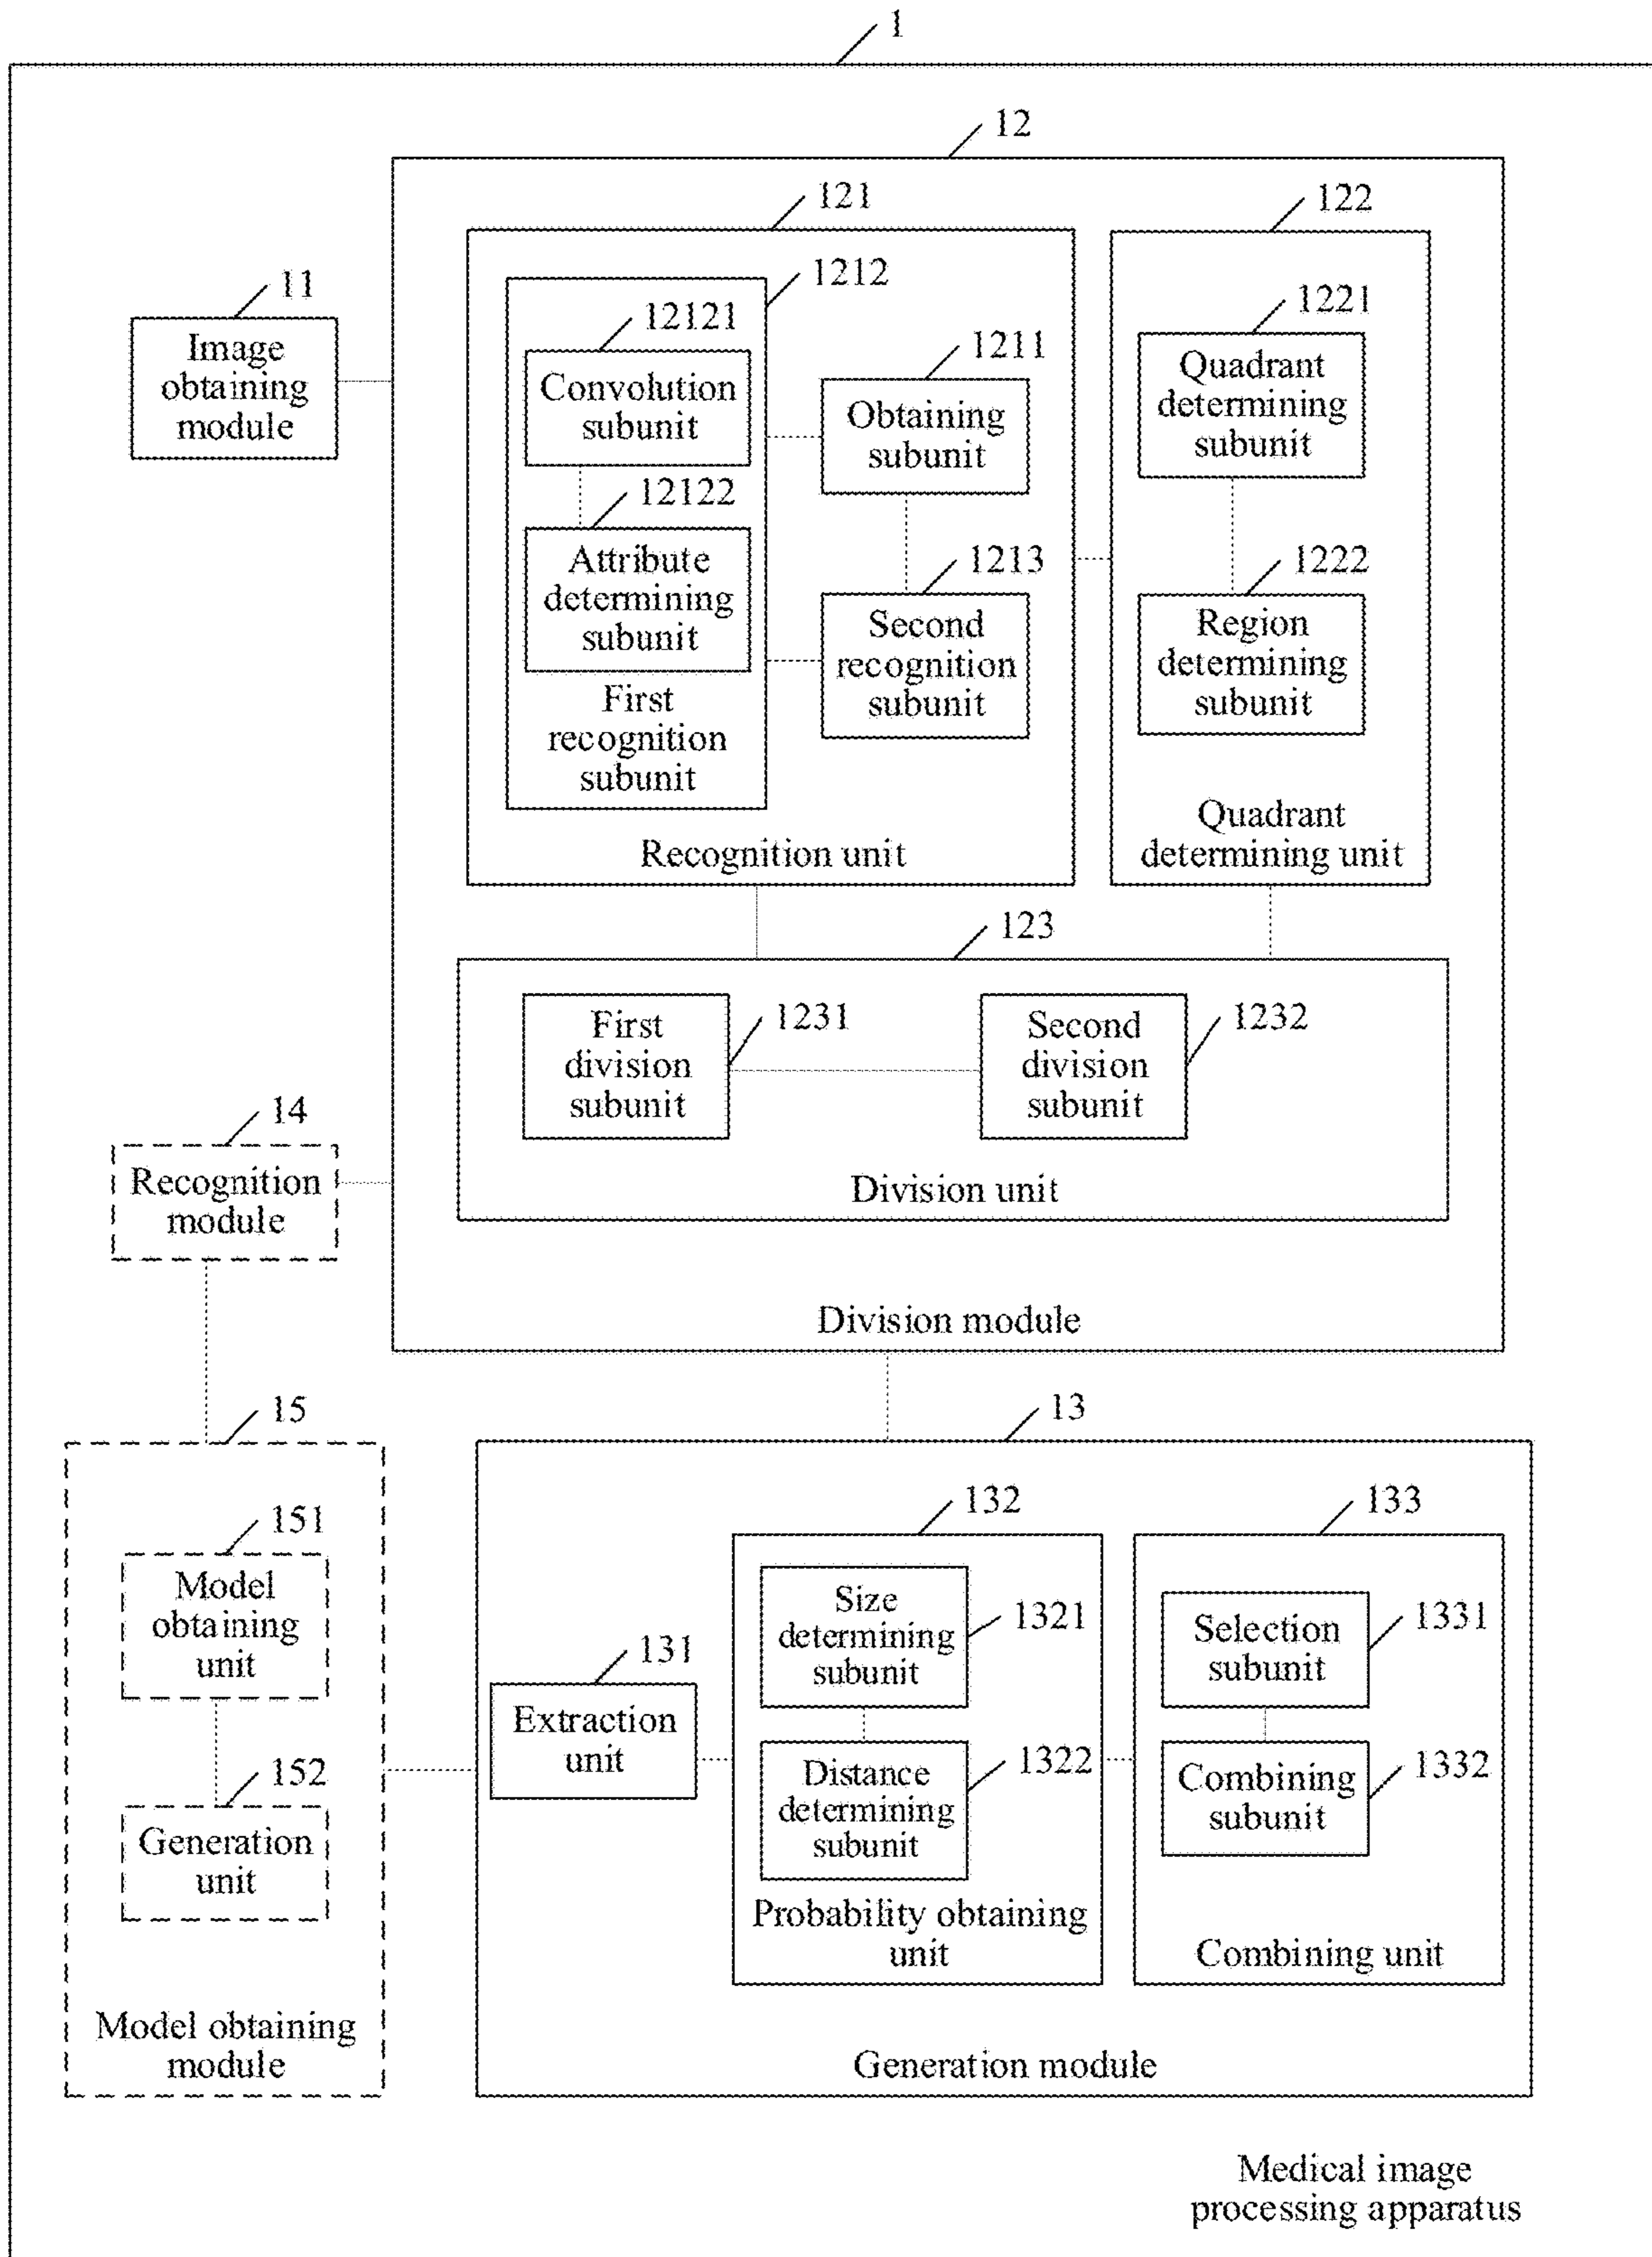 1
12
121
122
11
Image
obtaining
module
1212
12121
Convolution
subunit
1211
Obtaining
subunit
12122
Attribute
determining
subunit
1213
Second
recognition
subunit
First
recognition
subunit
Recognition unit
1221
Quadrant
determining
subunit
1222
Region
determining
subunit
Quadrant
determining unit
123
First
division
subunit
1231
Second
division
subunit
1232
Division unit
14
Recognition
module
Division module
15
151
Model
obtaining
unit
152
Generation
unit
Model obtaining
module
13
131
Extraction
unit
132
Size
determining
subunit
1321
Distance
determining
subunit
1322
Probability obtaining
unit
133
Selection
subunit
1331
Combining
subunit
1332
Combining unit
Generation module
Medical image
processing apparatus